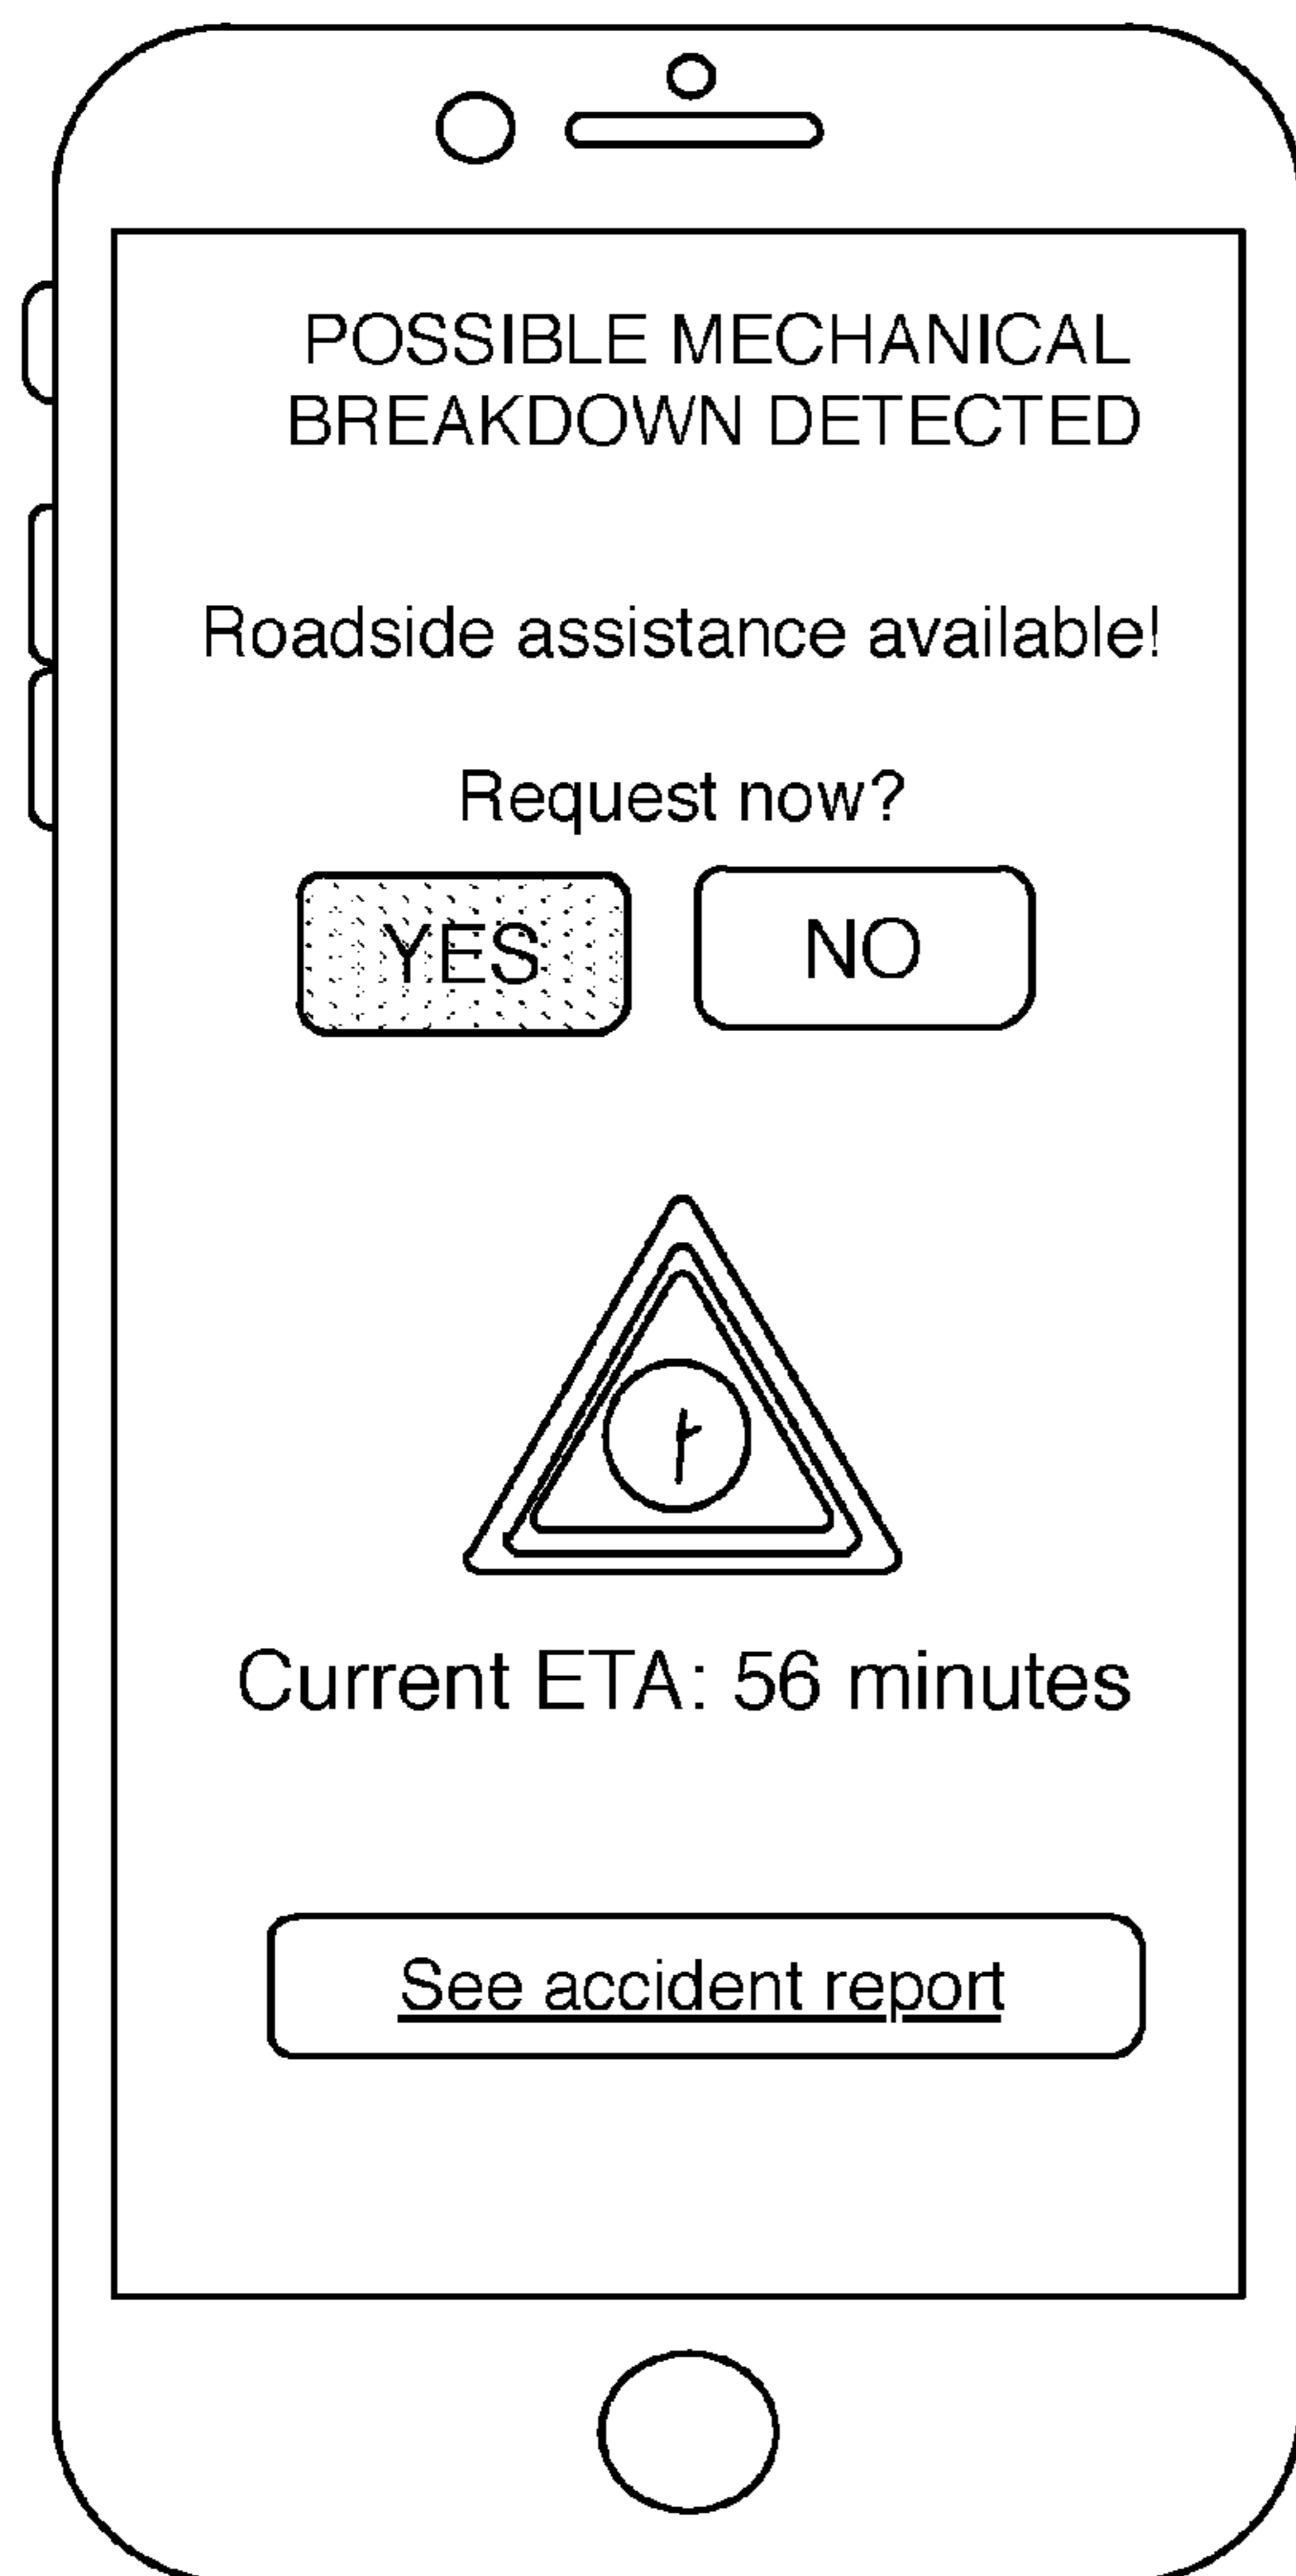 POSSIBLE MECHANICAL
BREAKDOWN DETECTED
Roadside assistance available!
Request now?
YES NO
Current ETA: 56 minutes
See accident report